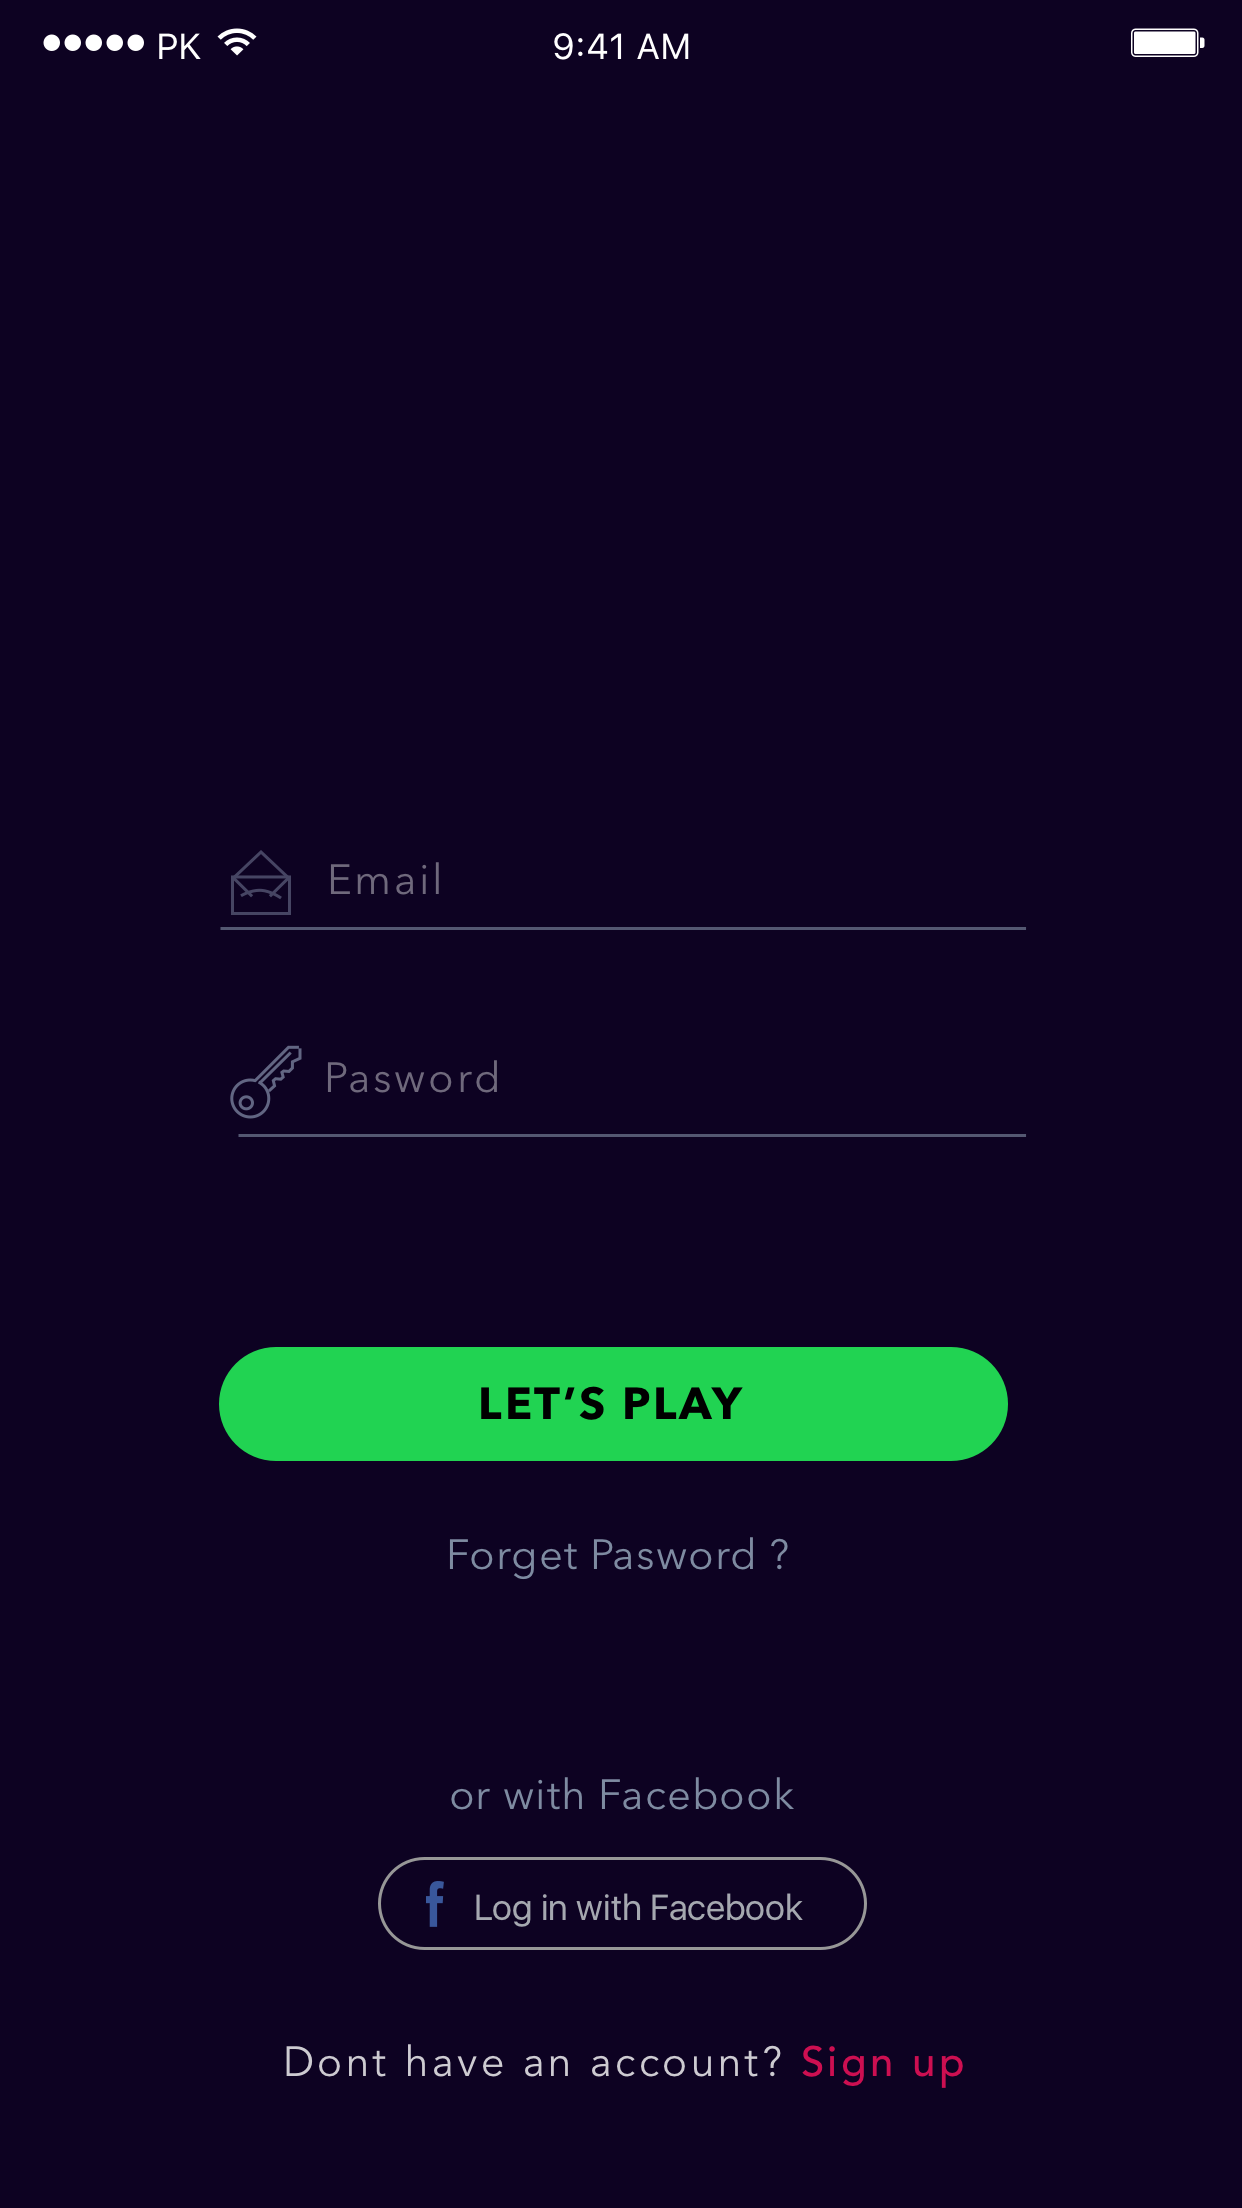 PK 9:41 AM
Email
Pasword
LET’S PLAY
Forget Pasword ?
or with Facebook
f Log in with Facebook
Dont have an account? Sign up